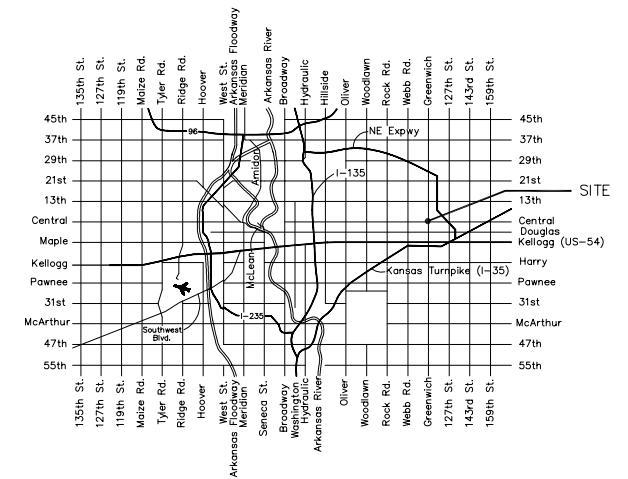 135th St.
127th St.
119th St.
Maize Rd.
Tyler Rd.
Ridge Rd.
Hoover
West St.
Arkansas Floodway
Meridian
Arkansas River
Broadway
Hydraulic
Hillside
Oliver
Woodlawn
Rock Rd.
Webb Rd.
Greenwich
127th St.
143rd St.
159th St.
45th
37th
29th
21st
13th
Central
Maple
Kellogg
Pawnee
31st
McArthur
47th
55th
96
NE Expwy
Amidon
I-135
SITE
McLean
Kansas Turnpike (I-35)
Southwest
Blvd.
I-235
45th
37th
29th
21st
13th
Central
Douglas
Kellogg (US-54)
Harry
Pawnee
31st
McArthur
47th
55th
135th St.
127th St.
119th St.
Maize Rd.
Tyler Rd.
Ridge Rd.
Hoover
West St.
Arkansas Floodway
Meridian
Seneca St.
Broadway
Washington
Hydraulic
Arkansas River
Oliver
Woodlawn
Rock Rd.
Webb Rd.
Greenwich
127th St.
143rd St.
159th St.